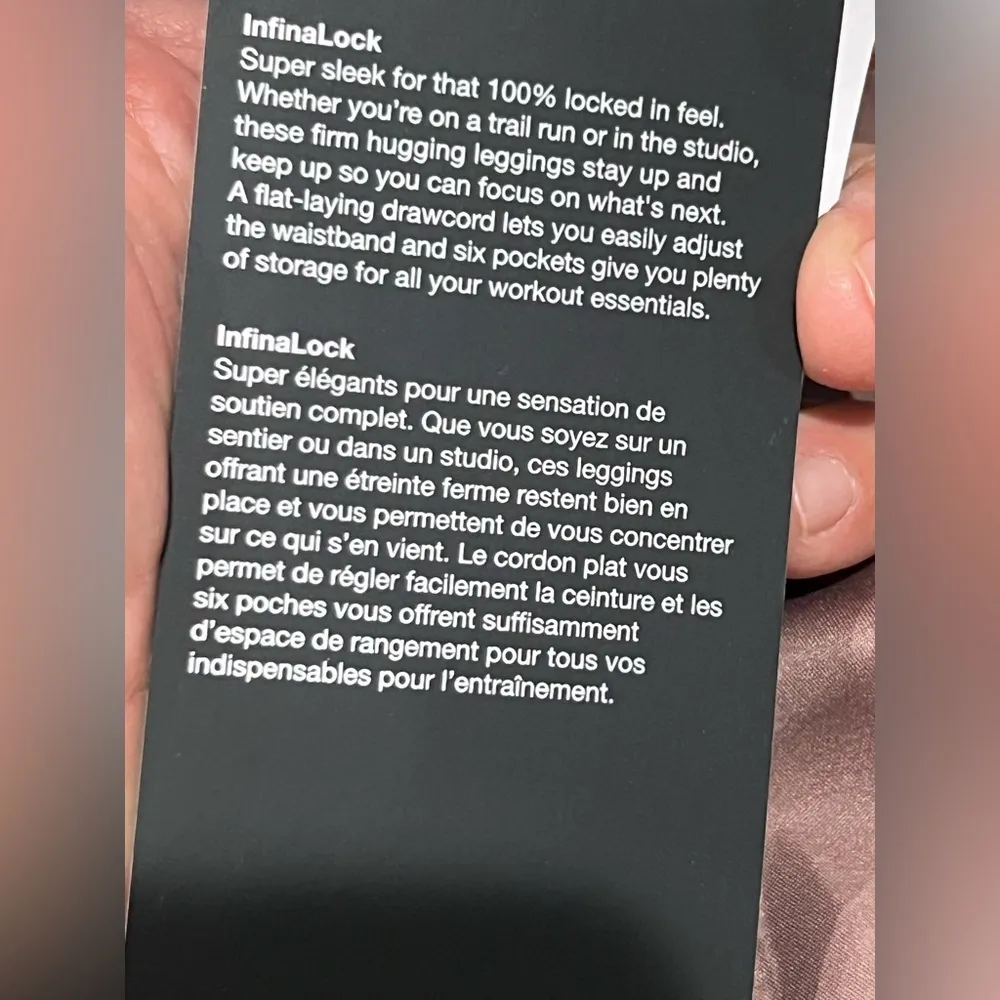 InfinaLock
Super sleek for that 100% locked in feel.
Whether you're on a trail run or in the studio,
these firm hugging leggings stay up and
keep up so you can focus on what's next.
A flat-laying drawcord lets you easily adjust
the waistband and six pockets give you plenty
of storage for all your workout essentials.
InfinaLock
Super élégants pour une sensation de
soutien complet. Que vous soyez sur un
sentier ou dans un studio, ces leggings
offrant une étreinte ferme restent bien en
place et vous permettent de vous concentrer
sur ce qui s'en vient. Le cordon plat vous
permet de régler facilement la ceinture et les
six poches vous offrent suffisamment
d'espace de rangement pour tous vos
indispensables pour l'entraînement.